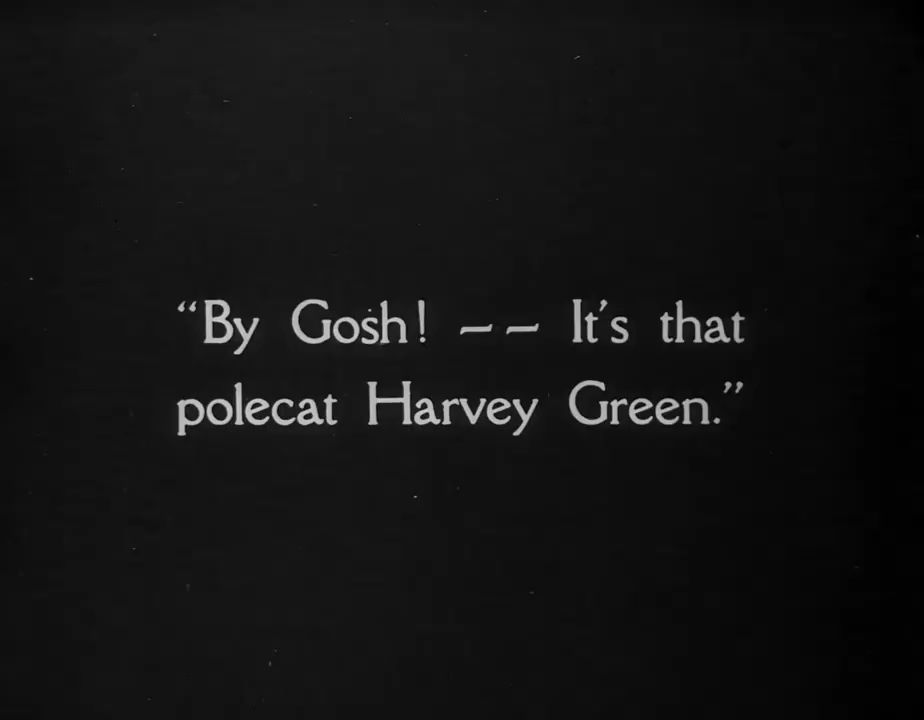 “By Gosh! — — It's that
polecat Harvey Green.”